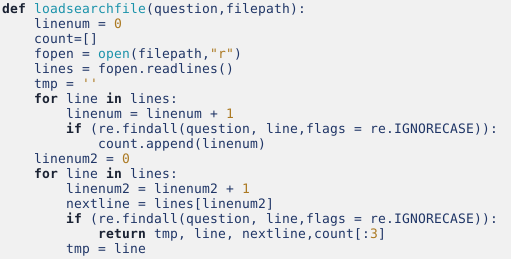 def loadsearchfile(question,filepath):
    linenum = 0
    count=[]
    fopen = open(filepath,"r")
    lines = fopen.readlines()
    tmp = ''
    for line in lines:
        linenum = linenum + 1
        if (re.findall(question, line,flags = re.IGNORECASE)):
            count.append(linenum)
    linenum2 = 0
    for line in lines:
        linenum2 = linenum2 + 1
        nextline = lines[linenum2]
        if (re.findall(question, line,flags = re.IGNORECASE)):
            return tmp, line, nextline,count[:3]
        tmp = line